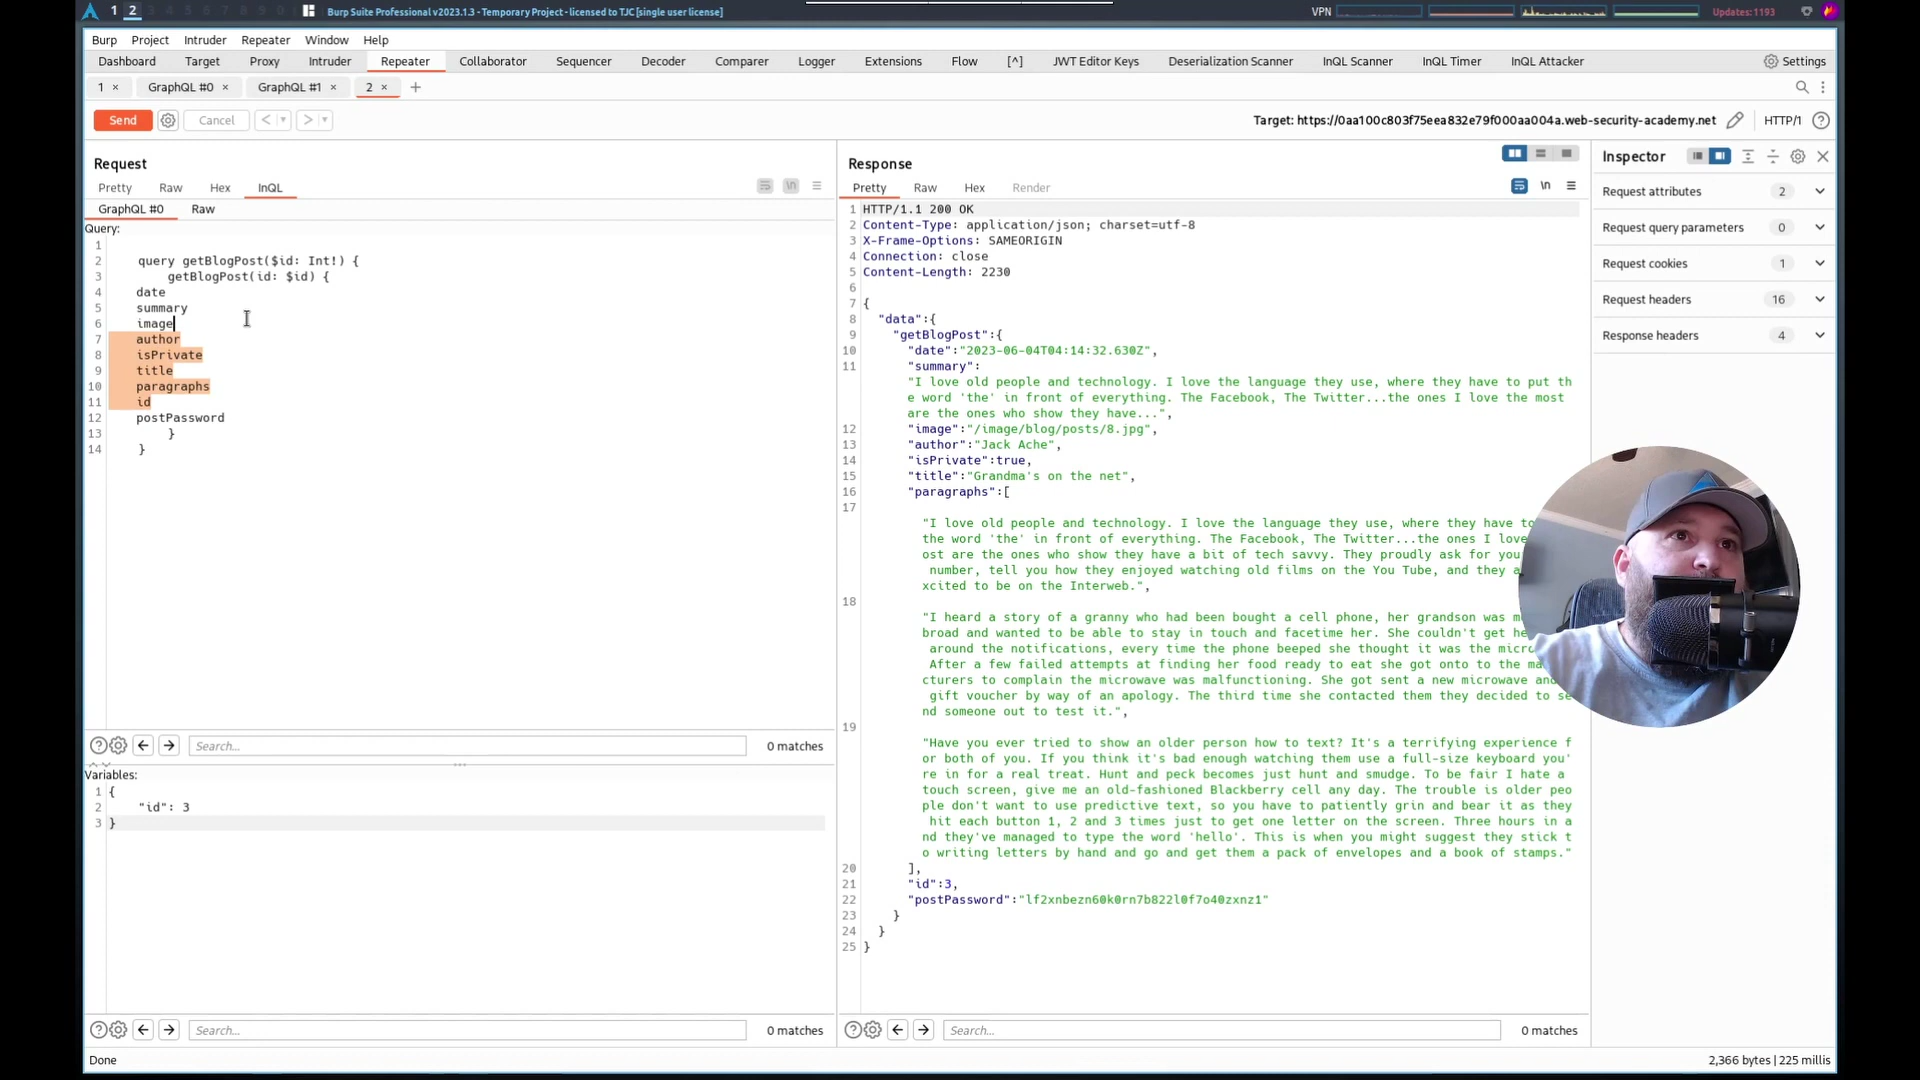 1 2 3 4 5 6 7 8 9 0 Burp Suite Professional v2023.1.3 - Temporary Project - licensed to TJC [single user license] VPN Updates: 1193
Burp Project Intruder Repeater Window Help
Dashboard Target Proxy Intruder Repeater Collaborator Sequencer Decoder Comparer Logger Extensions Flow [^] JWT Editor Keys Deserialization Scanner InQL Scanner InQL Timer InQL Attacker Settings
1 × GraphQL #0 × GraphQL #1 × 2 × +
Send Cancel < > Target: https://0aa100c803f75eea832e79f000aa004a.web-security-academy.net HTTP/1 ?
Request
Pretty Raw Hex InQL \n
GraphQL #0 Raw
Query:
1
2 query getBlogPost($id: Int!) {
3 getBlogPost(id: $id) {
4 date
5 summary
6 image
7 author
8 isPrivate
9 title
10 paragraphs
11 id
12 postPassword
13 }
14 }
Search... 0 matches
Variables:
1 {
2 "id": 3
3 }
Search... 0 matches
Response
Pretty Raw Hex Render \n
1 HTTP/1.1 200 OK
2 Content-Type: application/json; charset=utf-8
3 X-Frame-Options: SAMEORIGIN
4 Connection: close
5 Content-Length: 2230
6
7 {
8 "data":{
9 "getBlogPost":{
10 "date":"2023-06-04T04:14:32.630Z",
11 "summary":
"I love old people and technology. I love the language they use, where they have to put th
e word 'the' in front of everything. The Facebook, The Twitter...the ones I love the most
are the ones who show they have...",
12 "image":"/image/blog/posts/8.jpg",
13 "author":"Jack Ache",
14 "isPrivate":true,
15 "title":"Grandma's on the net",
16 "paragraphs":[
17
"I love old people and technology. I love the language they use, where they have to
the word 'the' in front of everything. The Facebook, The Twitter...the ones I love
ost are the ones who show they have a bit of tech savvy. They proudly ask for you
number, tell you how they enjoyed watching old films on the You Tube, and they a
xcited to be on the Interweb.",
18
"I heard a story of a granny who had been bought a cell phone, her grandson was m
broad and wanted to be able to stay in touch and facetime her. She couldn't get he
around the notifications, every time the phone beeped she thought it was the micr
After a few failed attempts at finding her food ready to eat she got onto to the ma
cturers to complain the microwave was malfunctioning. She got sent a new microwave and
gift voucher by way of an apology. The third time she contacted them they decided to se
nd someone out to test it.",
19
"Have you ever tried to show an older person how to text? It's a terrifying experience f
or both of you. If you think it's bad enough watching them use a full-size keyboard you'
re in for a real treat. Hunt and peck becomes just hunt and smudge. To be fair I hate a
touch screen, give me an old-fashioned Blackberry cell any day. The trouble is older peo
ple don't want to use predictive text, so you have to patiently grin and bear it as they
hit each button 1, 2 and 3 times just to get one letter on the screen. Three hours in a
nd they've managed to type the word 'hello'. This is when you might suggest they stick t
o writing letters by hand and go and get them a pack of envelopes and a book of stamps."
20 ],
21 "id":3,
22 "postPassword":"lf2xnbezn60k0rn7b822l0f7o40zxnz1"
23 }
24 }
25 }
Search... 0 matches
Inspector
Request attributes 2
Request query parameters 0
Request cookies 1
Request headers 16
Response headers 4
Done 2,366 bytes | 225 millis